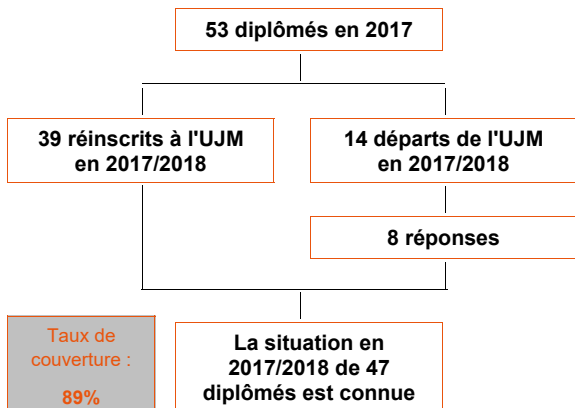 53 diplômés en 2017
39 réinscrits à l'UJM
en 2017/2018
14 départs de l'UJM
en 2017/2018
8 réponses
Taux de
couverture :
89%
La situation en
2017/2018 de 47
diplômés est connue